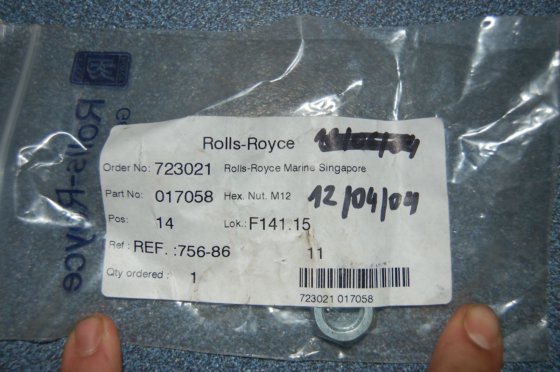 Rolls-Royce
Rolls-Royce
Order No: 723021 Rolls-Royce Marine Singapore
Part No: 017058 Hex. Nut. M12 12/04/04
Pos: 14 Lok.: F141.15
Ref : REF. :756-86 11
Qty ordered : 1
723021 017058